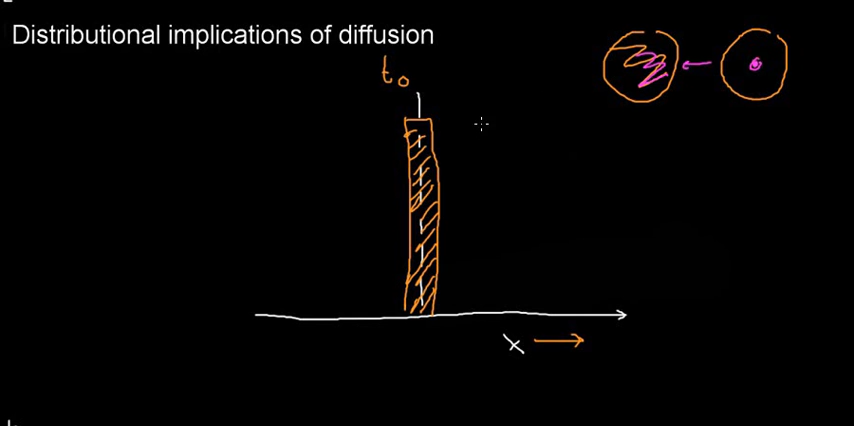 Distributional implications of diffusion
t₀
x